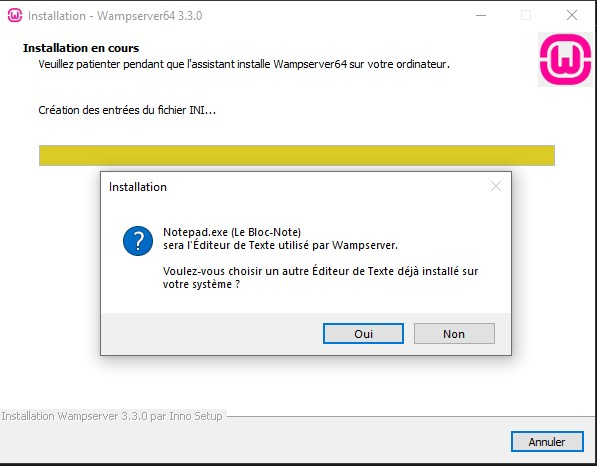 Installation - Wampserver64 3.3.0
Installation en cours
Veuillez patienter pendant que l'assistant installe Wampserver64 sur votre ordinateur.
Création des entrées du fichier INI...
Installation
Notepad.exe (Le Bloc-Note)
sera l'Éditeur de Texte utilisé par Wampserver.
Voulez-vous choisir un autre Éditeur de Texte déjà installé sur
votre système ?
Oui
Non
Installation Wampserver 3.3.0 par Inno Setup
Annuler